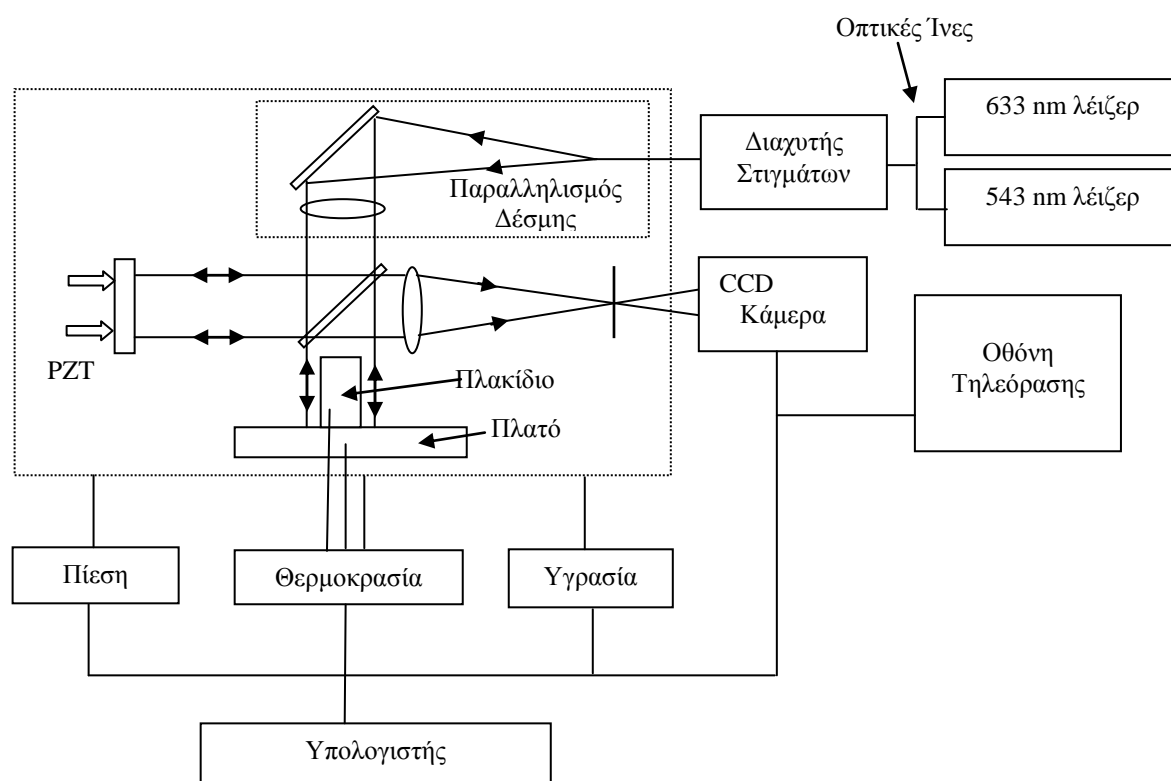 Οπτικές Ίνες
633 nm λέιζερ
Διαχυτής
Στιγμάτων
543 nm λέιζερ
Παραλληλισμός
Δέσμης
CCD
Κάμερα
Οθόνη
Τηλεόρασης
PZT
Πλακίδιο
Πλατό
Πίεση
Θερμοκρασία
Υγρασία
Υπολογιστής